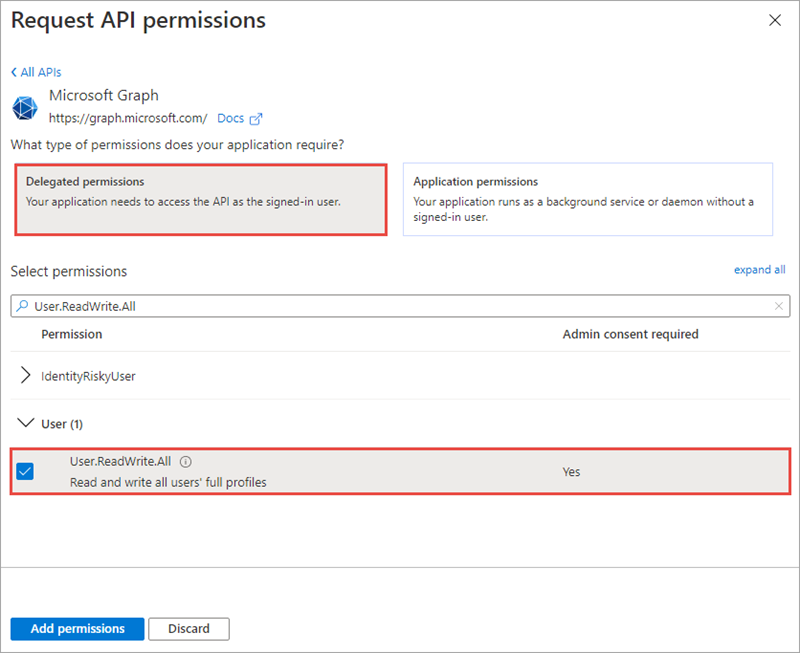 Request API permissions
All APIs
Microsoft Graph
https://graph.microsoft.com/ Docs
What type of permissions does your application require?
Delegated permissions
Your application needs to access the API as the signed-in user.
Application permissions
Your application runs as a background service or daemon without a
signed-in user.
Select permissions
expand all
User.ReadWrite.All
Permission Admin consent required
IdentityRiskyUser
User (1)
User.ReadWrite.All
Read and write all users' full profiles
Yes
Add permissions Discard